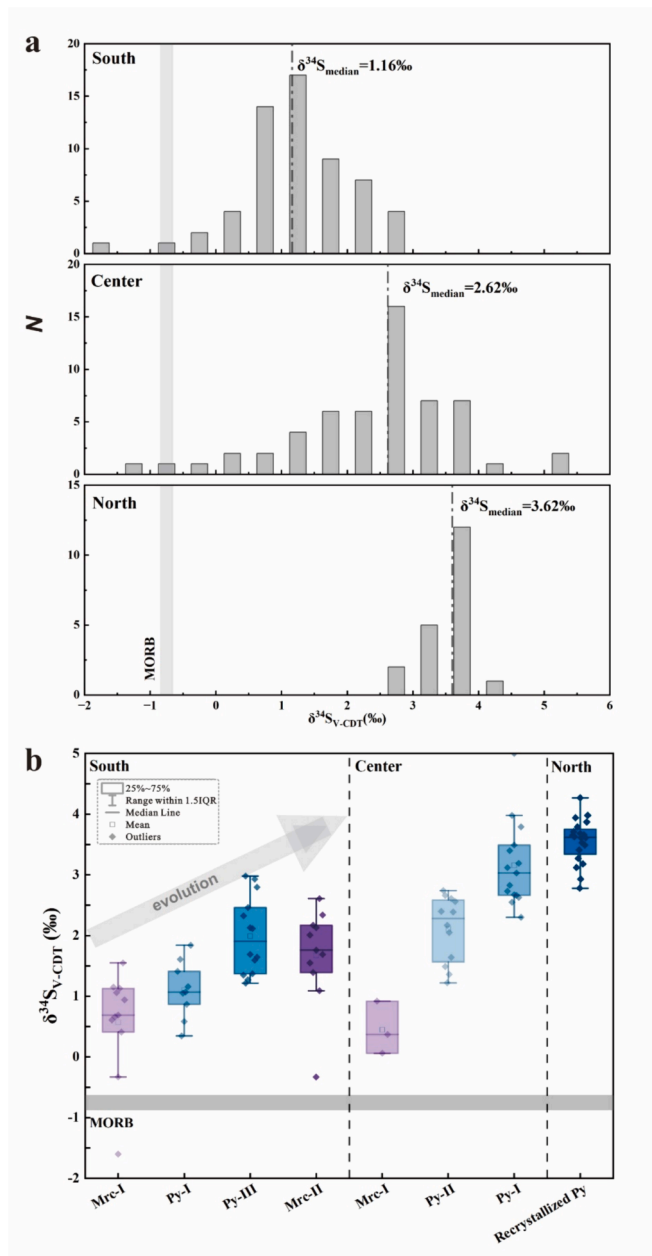 a
South
δ³⁴Smedian=1.16‰
20
15
10
5
0
Center
δ³⁴Smedian=2.62‰
20
15
10
5
0
N
North
δ³⁴Smedian=3.62‰
15
10
5
0
MORB
−2 −1 0 1 2 3 4 5 6
δ³⁴SV-CDT(‰)
b
South
Center
North
25%~75%
Range within 1.5IQR
Median Line
Mean
Outliers
evolution
5
4
3
2
1
0
-1
-2
δ³⁴SV-CDT (‰)
MORB
Mrc-I Py-I Py-III Mrc-II Mrc-I Py-II Py-I Recrystallized Py